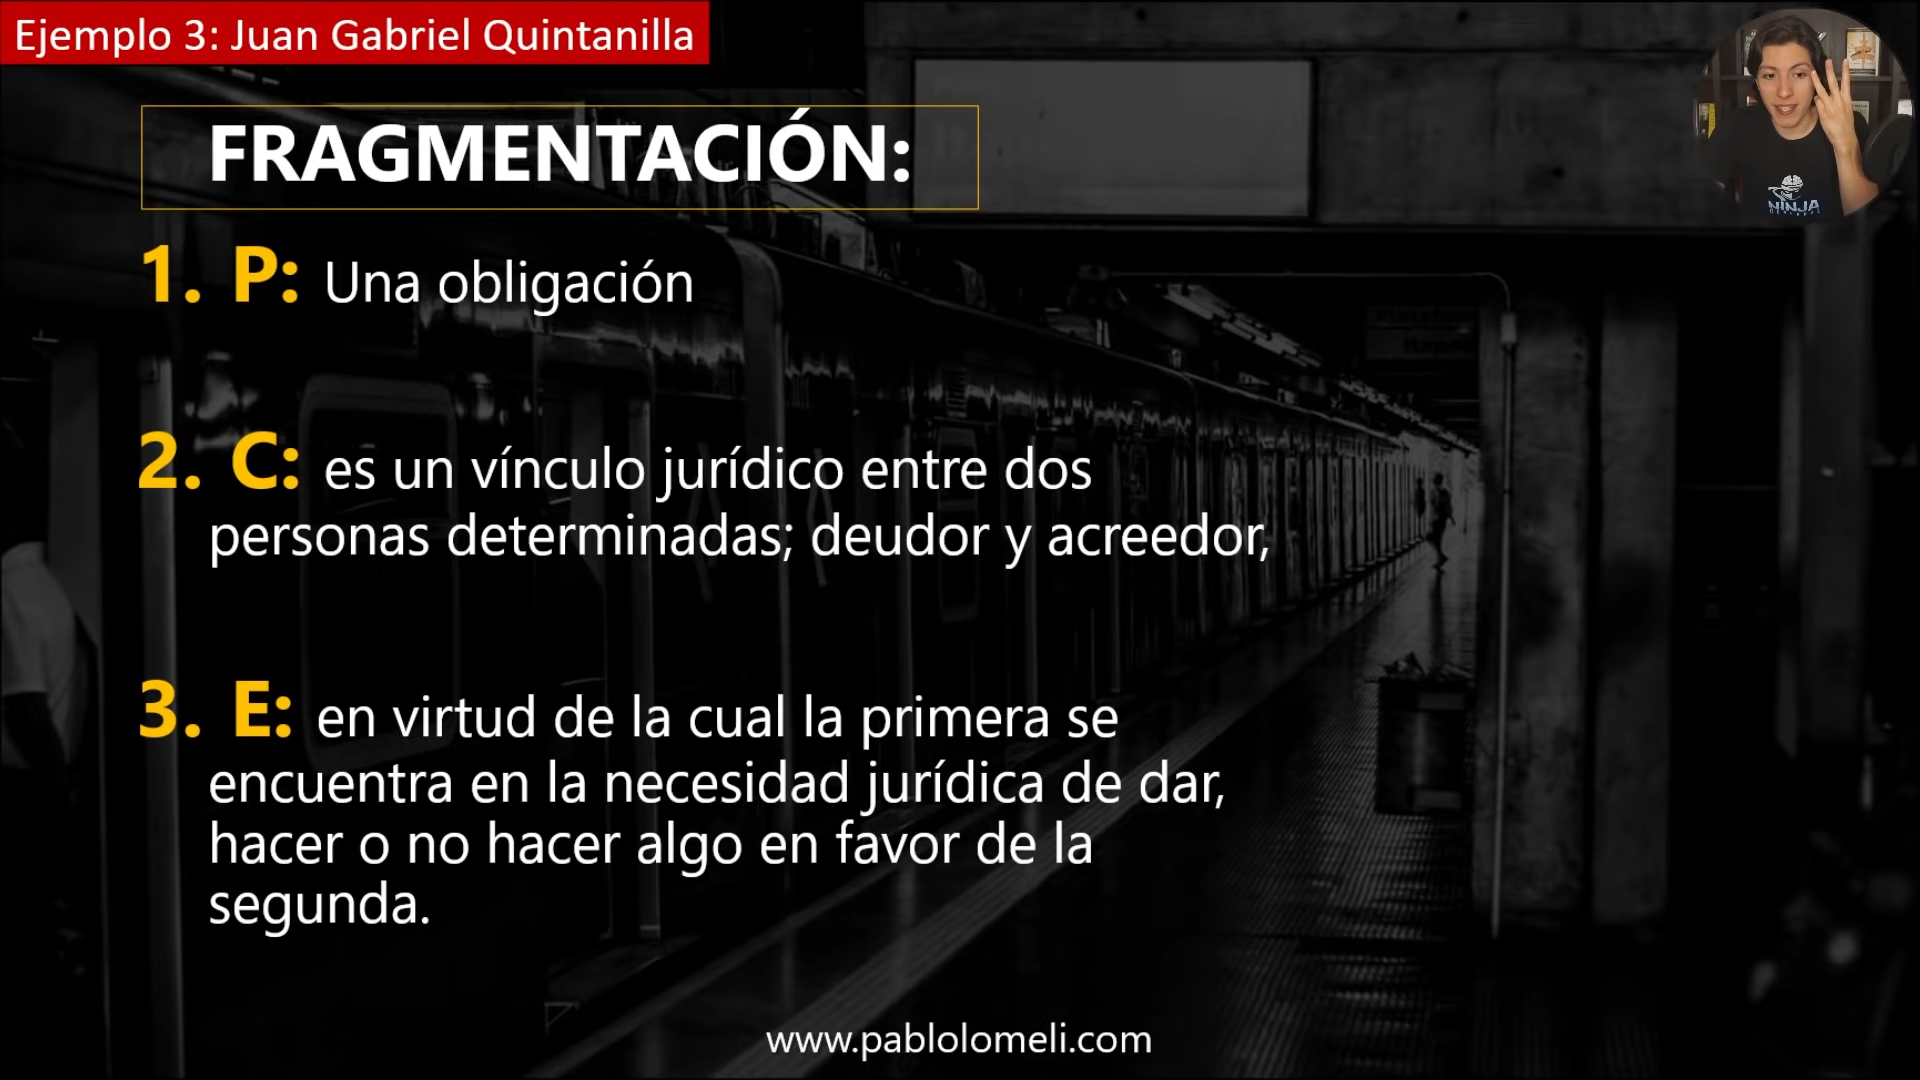 Ejemplo 3: Juan Gabriel Quintanilla
FRAGMENTACIÓN:
1. P: Una obligación
2. C: es un vínculo jurídico entre dos
personas determinadas; deudor y acreedor,
3. E: en virtud de la cual la primera se
encuentra en la necesidad jurídica de dar,
hacer o no hacer algo en favor de la
segunda.
www.pablolomeli.com
NINJA